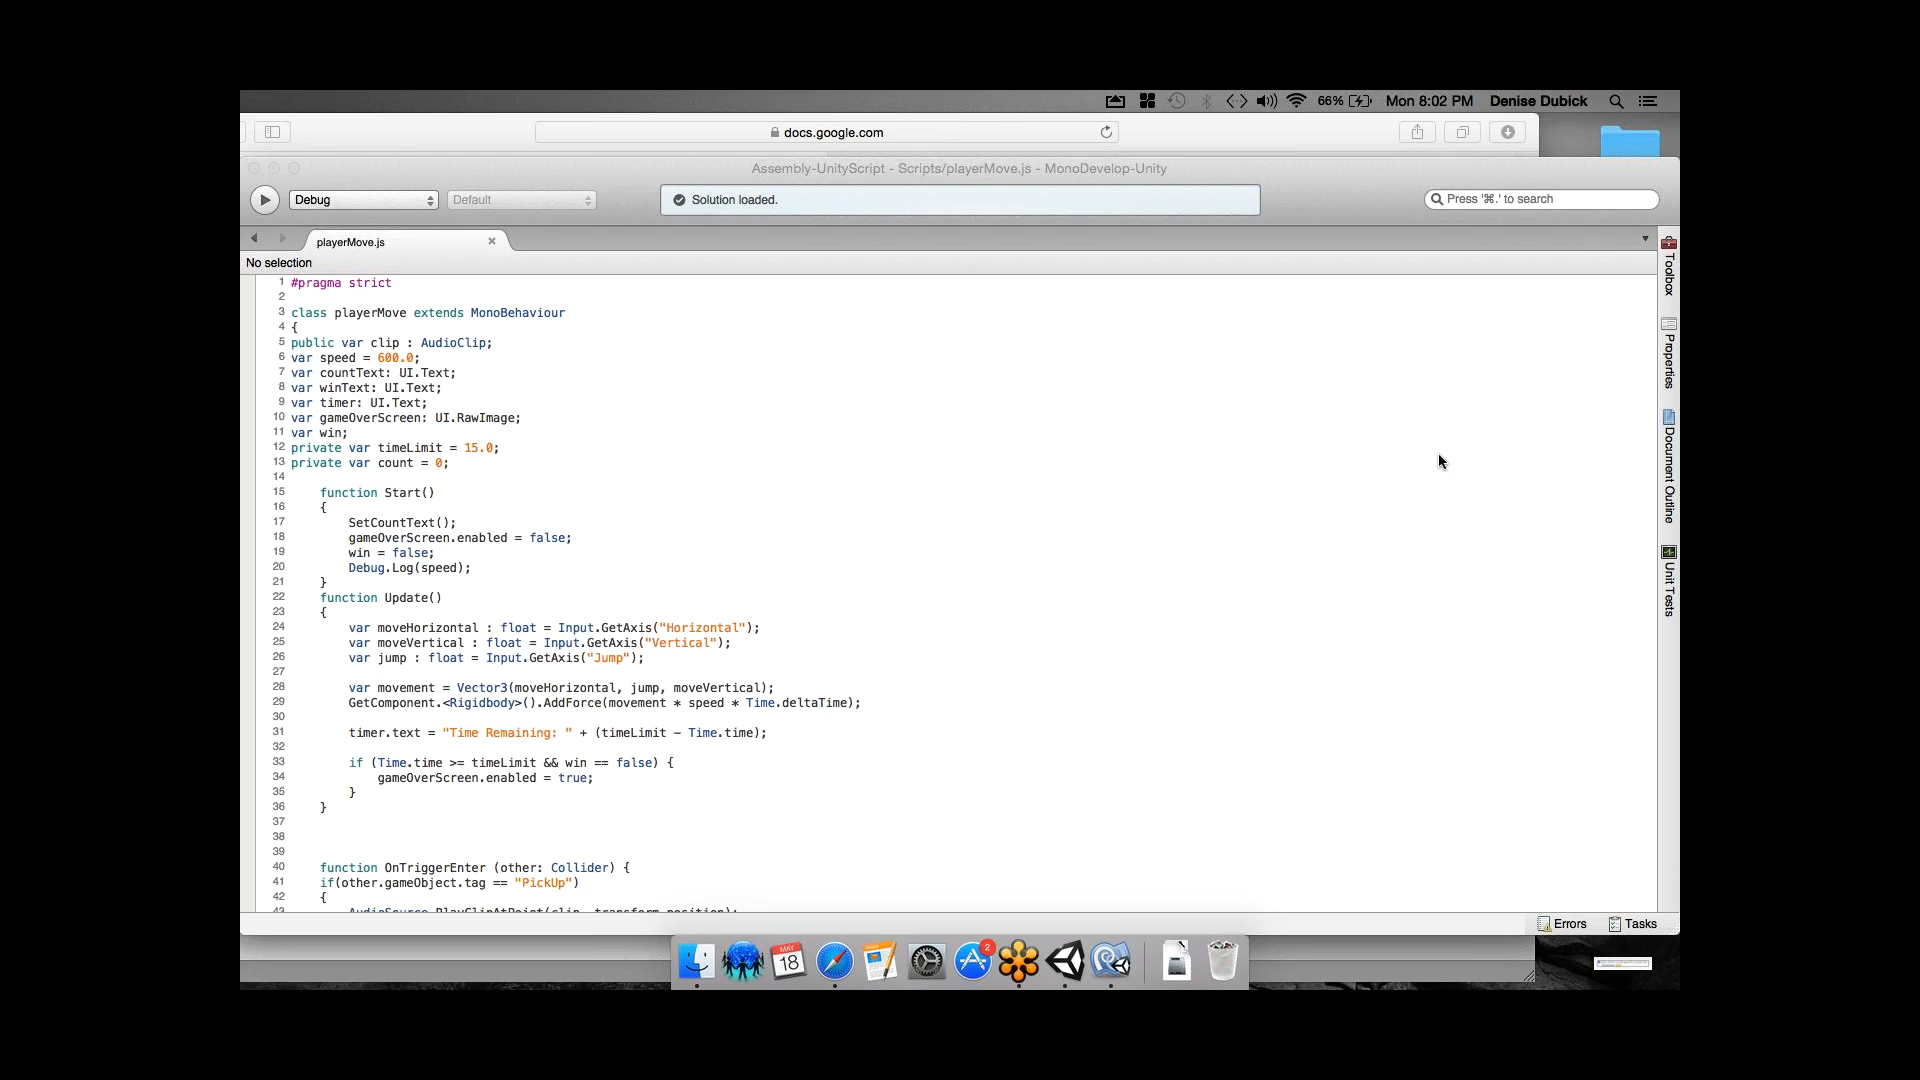 66% Mon 8:02 PM Denise Dubick
docs.google.com
Assembly-UnityScript - Scripts/playerMove.js - MonoDevelop-Unity
Debug Default Solution loaded. Press '⌘.' to search
playerMove.js
No selection
1 #pragma strict
2
3 class playerMove extends MonoBehaviour
4 {
5 public var clip : AudioClip;
6 var speed = 600.0;
7 var countText: UI.Text;
8 var winText: UI.Text;
9 var timer: UI.Text;
10 var gameOverScreen: UI.RawImage;
11 var win;
12 private var timeLimit = 15.0;
13 private var count = 0;
14
15 function Start()
16 {
17 SetCountText();
18 gameOverScreen.enabled = false;
19 win = false;
20 Debug.Log(speed);
21 }
22 function Update()
23 {
24 var moveHorizontal : float = Input.GetAxis("Horizontal");
25 var moveVertical : float = Input.GetAxis("Vertical");
26 var jump : float = Input.GetAxis("Jump");
27
28 var movement = Vector3(moveHorizontal, jump, moveVertical);
29 GetComponent.<Rigidbody>().AddForce(movement * speed * Time.deltaTime);
30
31 timer.text = "Time Remaining: " + (timeLimit - Time.time);
32
33 if (Time.time >= timeLimit && win == false) {
34 gameOverScreen.enabled = true;
35 }
36 }
37
38
39
40 function OnTriggerEnter (other: Collider) {
41 if(other.gameObject.tag == "PickUp")
42 {
43 AudioSource.PlayClipAtPoint(clip, transform.position);
Toolbox
Properties
Document Outline
Unit Tests
Errors Tasks
MAY
18
2